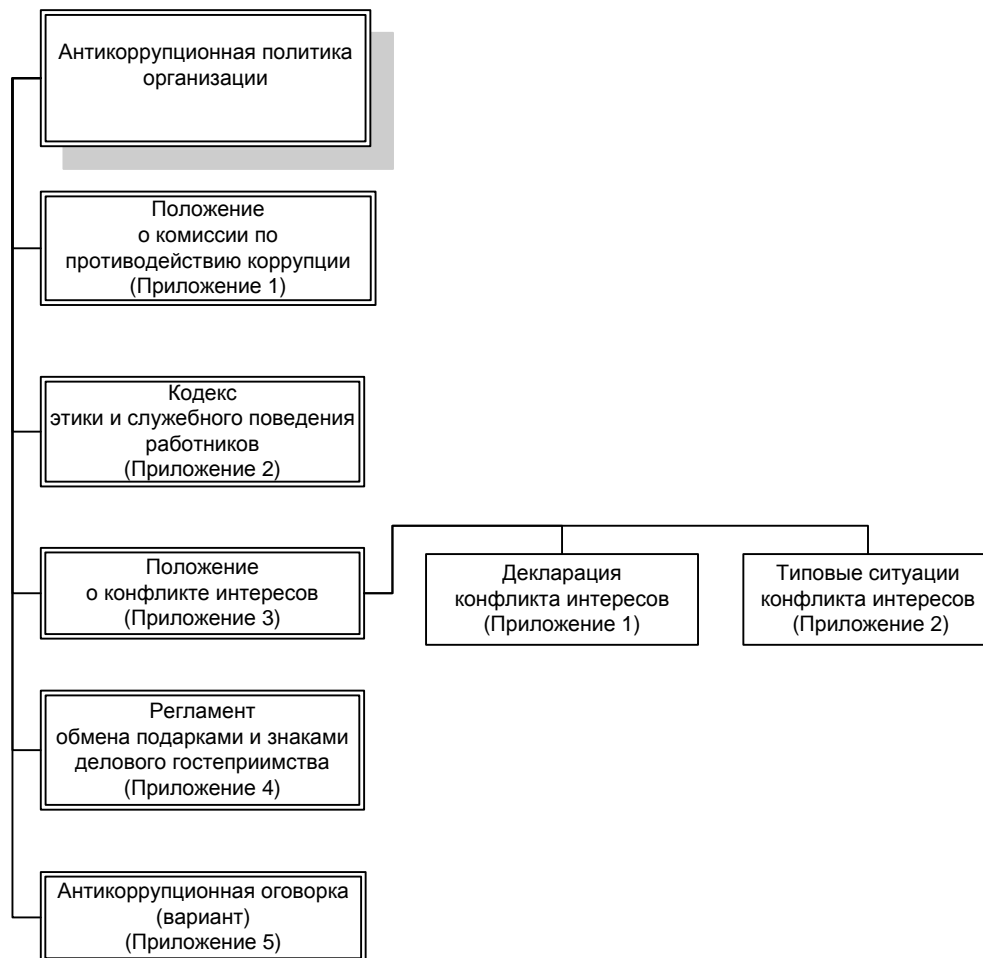 Антикоррупционная политика
организации
Положение
о комиссии по
противодействию коррупции
(Приложение 1)
Кодекс
этики и служебного поведения
работников
(Приложение 2)
Положение
о конфликте интересов
(Приложение 3)
Декларация
конфликта интересов
(Приложение 1)
Типовые ситуации
конфликта интересов
(Приложение 2)
Регламент
обмена подарками и знаками
делового гостеприимства
(Приложение 4)
Антикоррупционная оговорка
(вариант)
(Приложение 5)